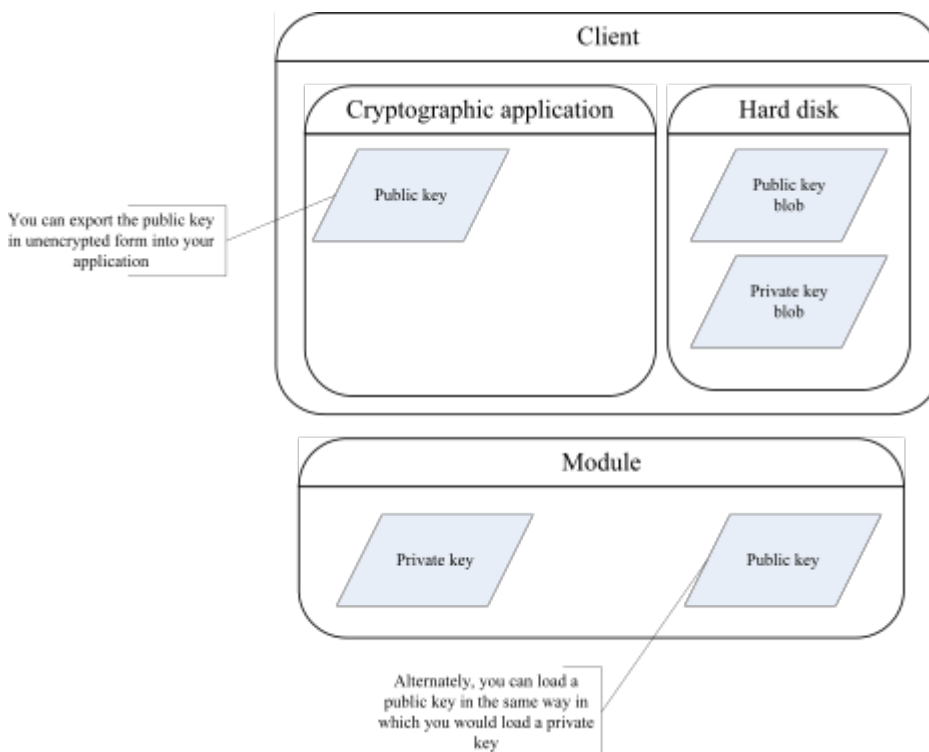 Client
Cryptographic application
Hard disk
Public key
Public key
blob
You can export the public key
in unencrypted form into your
application
Private key
blob
Module
Private key
Public key
Alternately, you can load a
public key in the same way in
which you would load a private
key